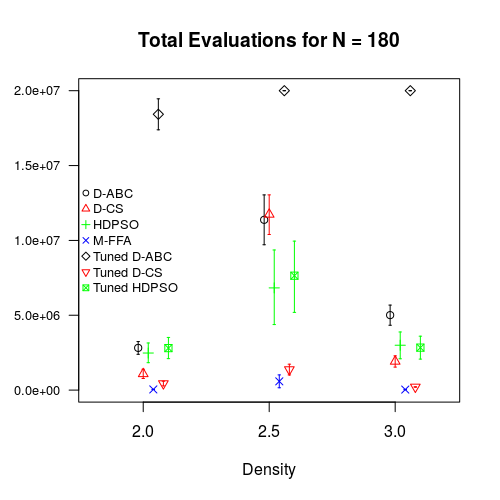 Total Evaluations for N = 180
2.0e+07
1.5e+07
1.0e+07
5.0e+06
0.0e+00
D-ABC
D-CS
HDPSO
M-FFA
Tuned D-ABC
Tuned D-CS
Tuned HDPSO
2.0 2.5 3.0
Density